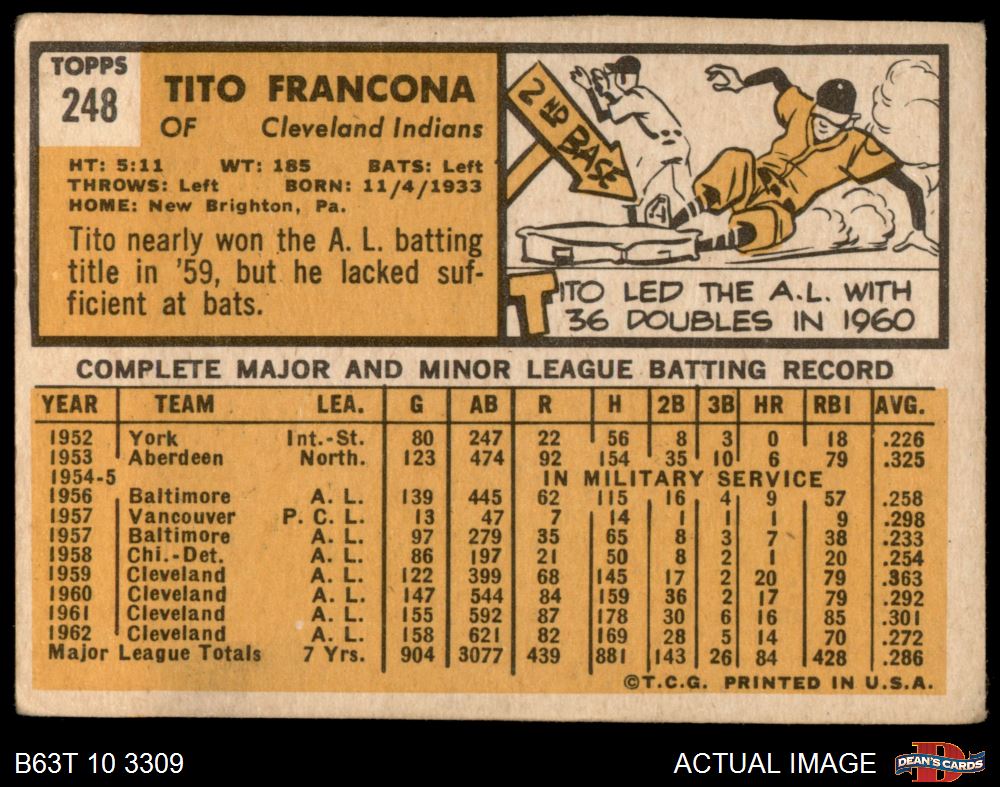 TOPPS
248
TITO FRANCONA
OF Cleveland Indians
HT: 5:11 WT: 185 BATS: Left
THROWS: Left BORN: 11/4/1933
HOME: New Brighton, Pa.
Tito nearly won the A. L. batting
title in '59, but he lacked suf-
ficient at bats.
2ND BASE
TITO LED THE A.L. WITH
36 DOUBLES IN 1960
COMPLETE MAJOR AND MINOR LEAGUE BATTING RECORD
YEAR TEAM LEA. G AB R H 2B 3B HR RBI AVG.
1952 York Int.-St. 80 247 22 56 8 3 0 18 .226
1953 Aberdeen North. 123 474 92 154 35 10 6 79 .325
1954-5 IN MILITARY SERVICE
1956 Baltimore A. L. 139 445 62 115 16 4 9 57 .258
1957 Vancouver P. C. L. 13 47 7 14 1 1 1 9 .298
1957 Baltimore A. L. 97 279 35 65 8 3 7 38 .233
1958 Chi.-Det. A. L. 86 197 21 50 8 2 1 20 .254
1959 Cleveland A. L. 122 399 68 145 17 2 20 79 .363
1960 Cleveland A. L. 147 544 84 159 36 2 17 79 .292
1961 Cleveland A. L. 155 592 87 178 30 6 16 85 .301
1962 Cleveland A. L. 158 621 82 169 28 5 14 70 .272
Major League Totals 7 Yrs. 904 3077 439 881 143 26 84 428 .286
©T.C.G. PRINTED IN U.S.A.
B63T 10 3309 ACTUAL IMAGE DEAN'S CARDS